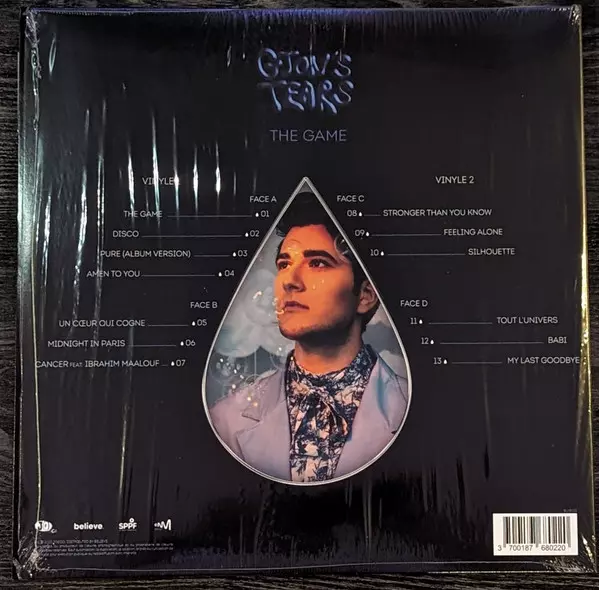 G·JON'S
TEARS
THE GAME
VINYLE 1
FACE A
THE GAME 01
DISCO 02
PURE (ALBUM VERSION) 03
AMEN TO YOU 04
FACE B
UN CŒUR QUI COGNE 05
MIDNIGHT IN PARIS 06
CANCER FEAT. IBRAHIM MAALOUF ... 07
VINYLE 2
FACE C
08 STRONGER THAN YOU KNOW
09 FEELING ALONE
10 SILHOUETTE
FACE D
11 TOUT L'UNIVERS
12 BABI
13 MY LAST GOODBYE
believe.
SPPF
3 700187 680220